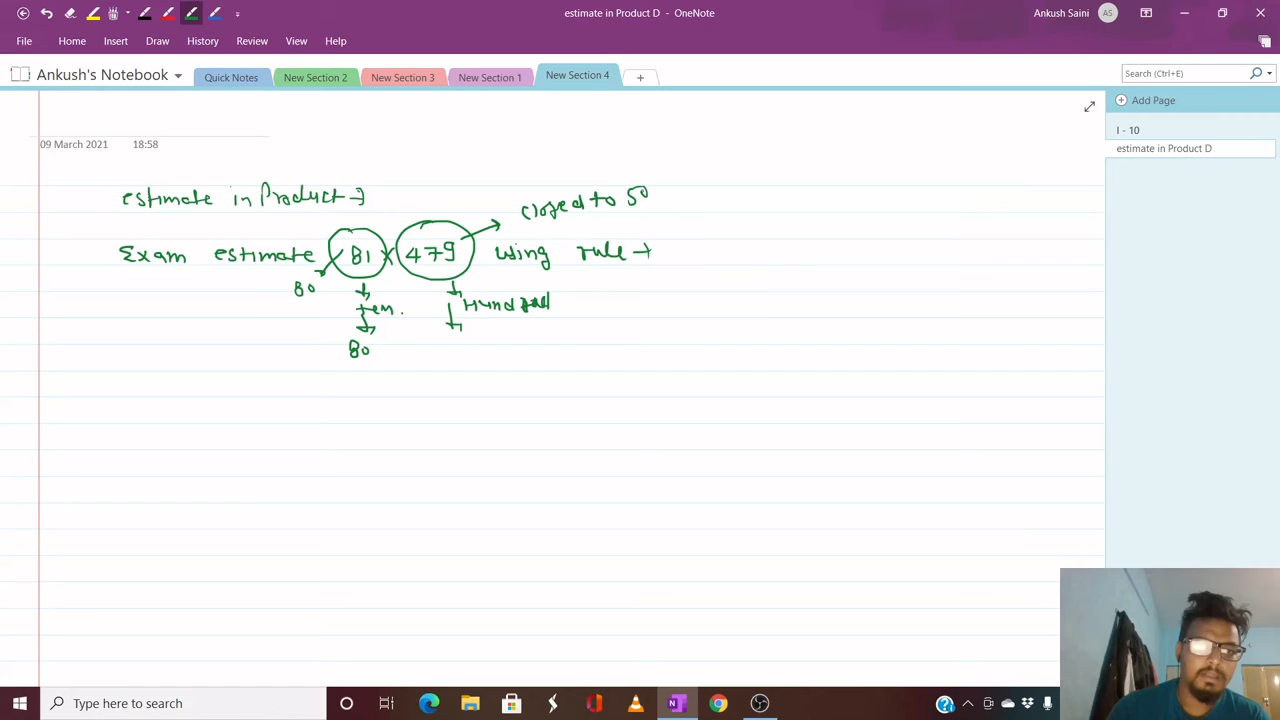 estimate in Product D - OneNote
Ankush Saini
AS
File
Home
Insert
Draw
History
Review
View
Help
Ankush's Notebook
Quick Notes
New Section 2
New Section 3
New Section 1
New Section 4
+
Search (Ctrl+E)
Add Page
I - 10
estimate in Product D
09 March 2021 18:58
estimate in Product →
closed to 50
Exam estimate 81 × 479 using rule →
80
ten.
80
Type here to search